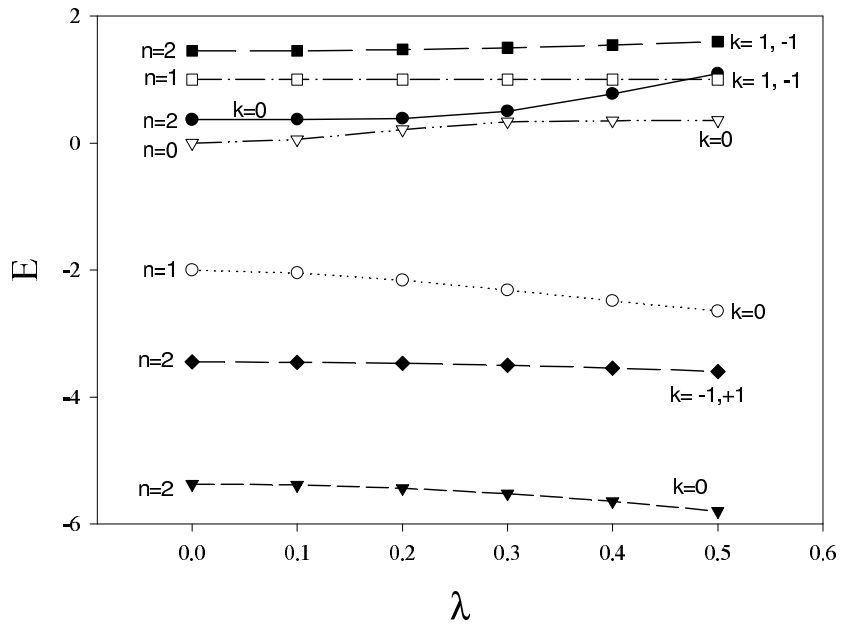 2
n=2
k= 1, -1
n=1
k= 1, -1
k=0
n=2
0
n=0
k=0
E
-2
n=1
k=0
n=2
-4
k= -1,+1
n=2
k=0
-6
0.0
0.1
0.2
0.3
0.4
0.5
0.6
λ